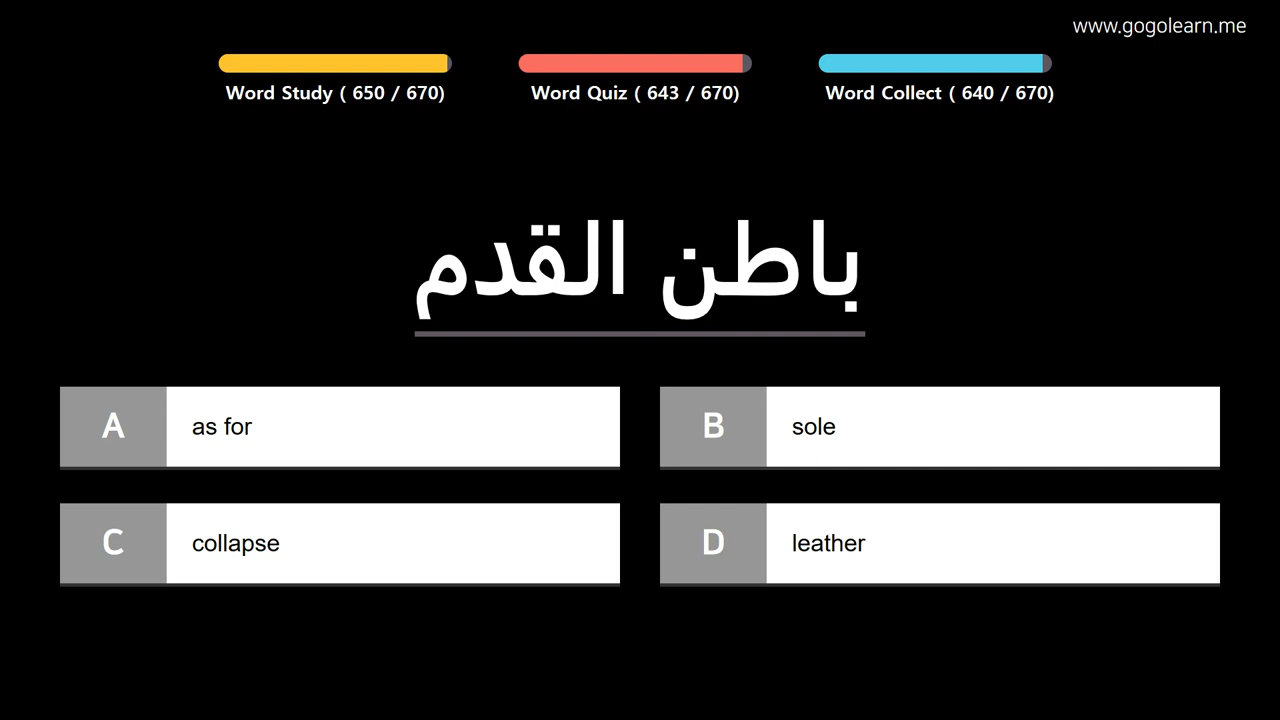 www.gogolearn.me
Word Study ( 650 / 670)
Word Quiz ( 643 / 670)
Word Collect ( 640 / 670)
باطن القدم
A as for
B sole
C collapse
D leather